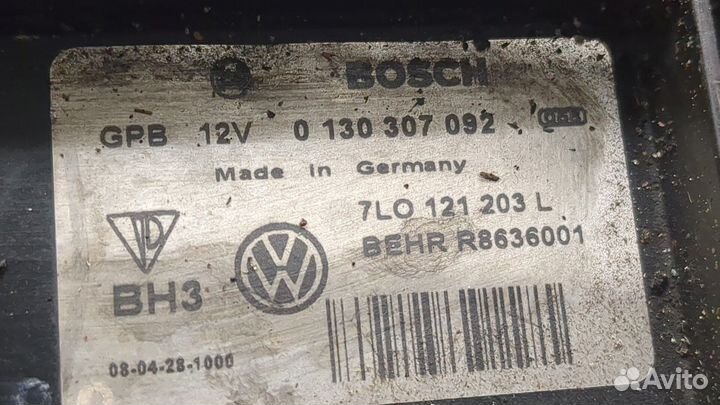 BOSCH
GPB 12V 0 130 307 092
Made in Germany
7LO 121 203 L
BEHR R8636001
BH3
08-04-28-1000
Avito